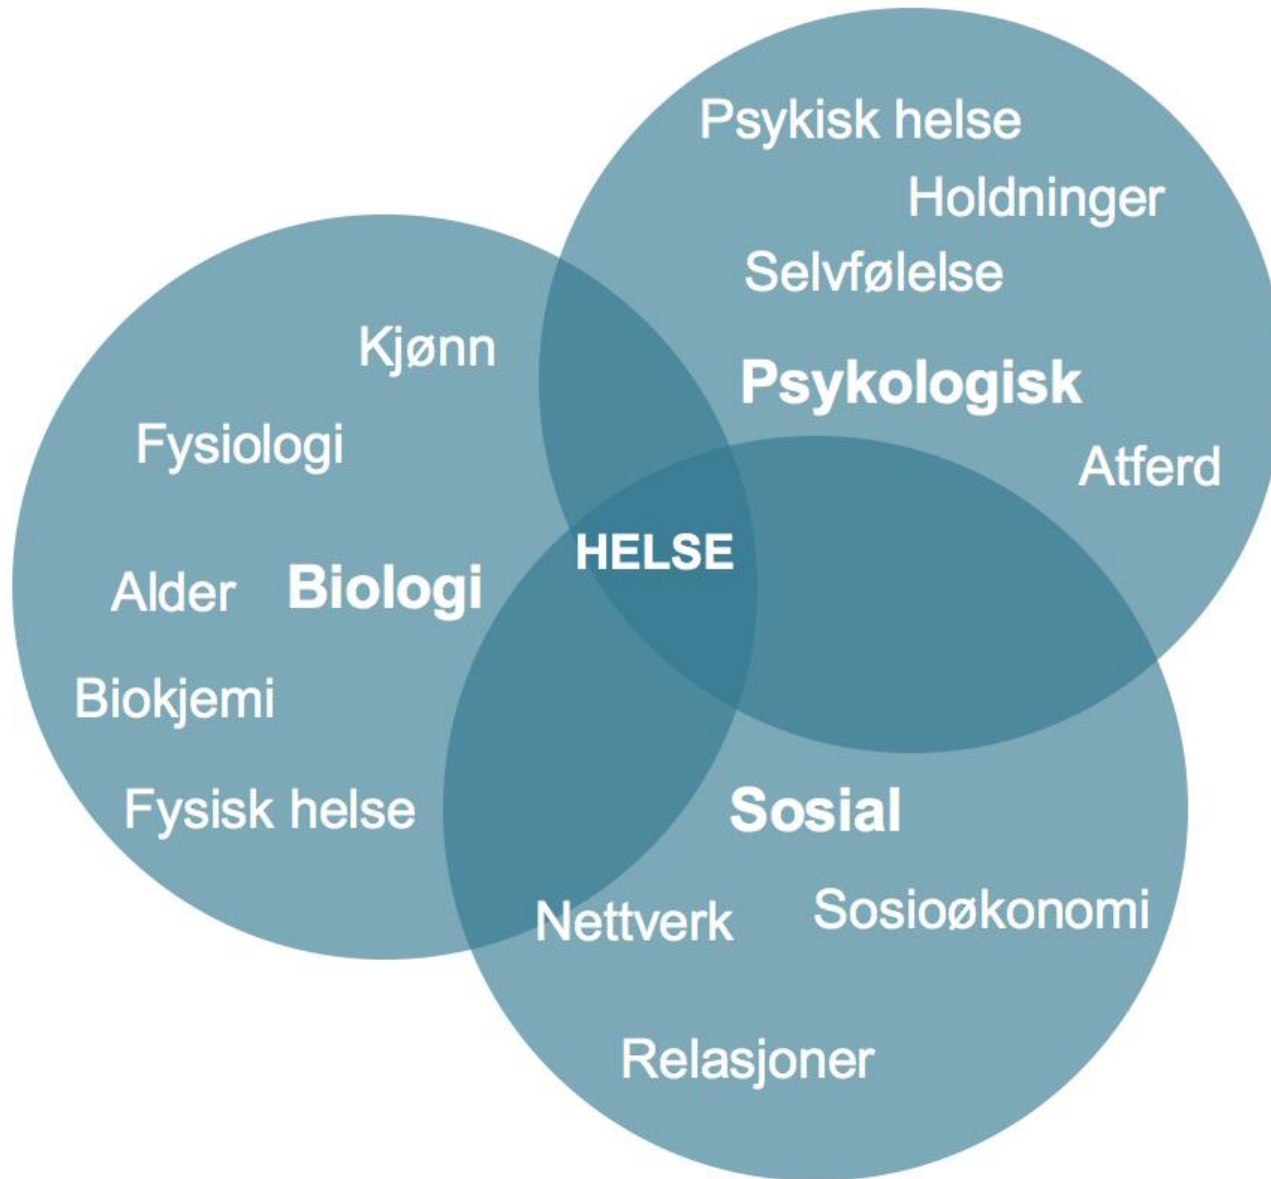 Psykisk helse
Holdninger
Selvfølelse
Psykologisk
Atferd
Kjønn
Fysiologi
Alder
Biologi
Biokjemi
Fysisk helse
HELSE
Sosial
Nettverk
Sosioøkonomi
Relasjoner